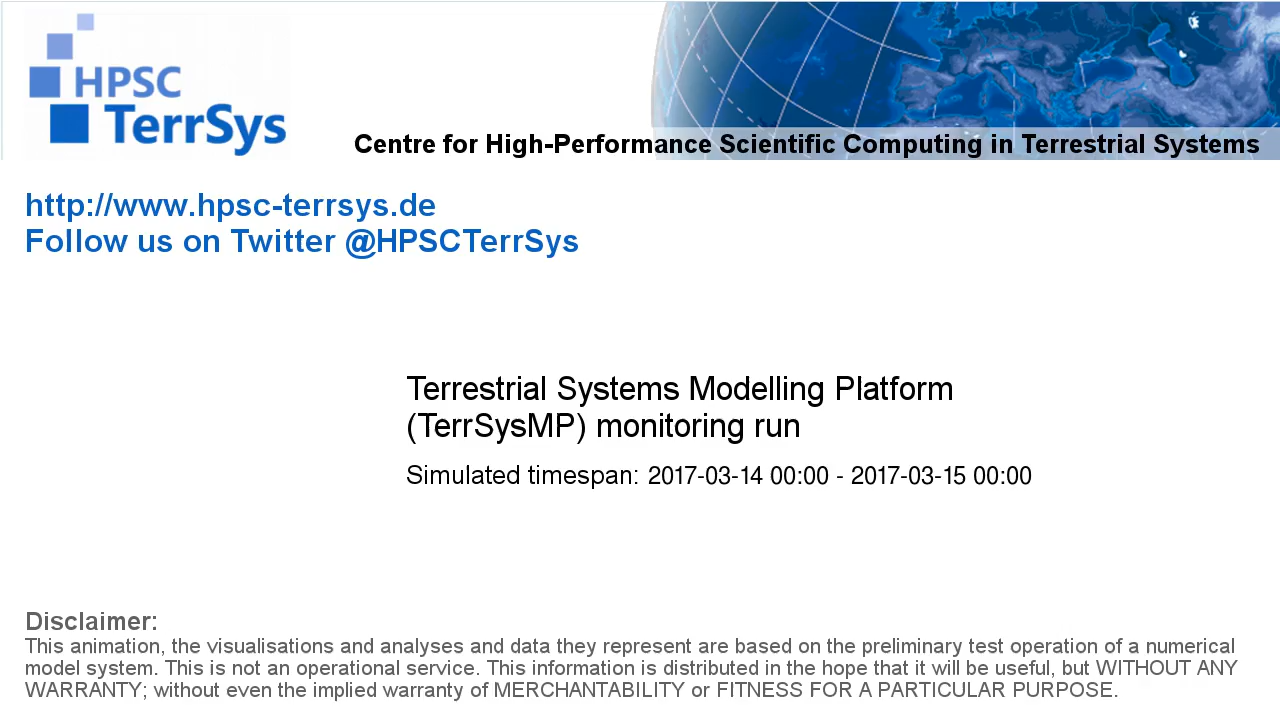 HPSC
TerrSys
Centre for High-Performance Scientific Computing in Terrestrial Systems
http://www.hpsc-terrsys.de
Follow us on Twitter @HPSCTerrSys
Terrestrial Systems Modelling Platform
(TerrSysMP) monitoring run
Simulated timespan: 2017-03-14 00:00 - 2017-03-15 00:00
Disclaimer:
This animation, the visualisations and analyses and data they represent are based on the preliminary test operation of a numerical
model system. This is not an operational service. This information is distributed in the hope that it will be useful, but WITHOUT ANY
WARRANTY; without even the implied warranty of MERCHANTABILITY or FITNESS FOR A PARTICULAR PURPOSE.